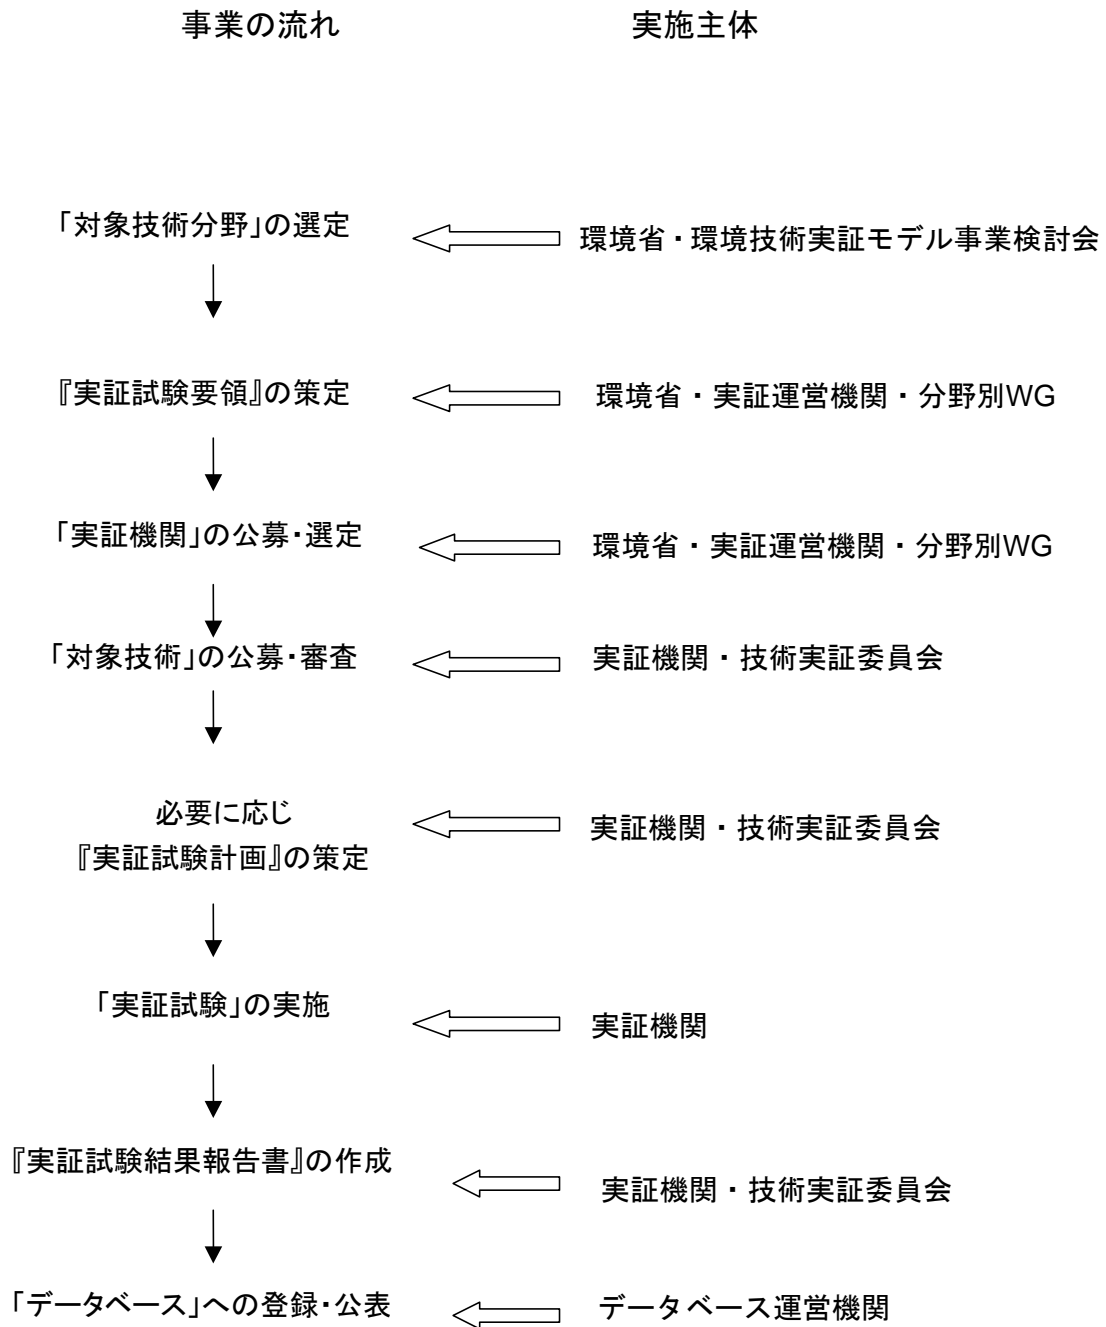 事業の流れ 実施主体
「対象技術分野」の選定 環境省・環境技術実証モデル事業検討会
『実証試験要領』の策定 環境省・実証運営機関・分野別WG
「実証機関」の公募・選定 環境省・実証運営機関・分野別WG
「対象技術」の公募・審査 実証機関・技術実証委員会
必要に応じ
『実証試験計画』の策定 実証機関・技術実証委員会
「実証試験」の実施 実証機関
『実証試験結果報告書』の作成 実証機関・技術実証委員会
「データベース」への登録・公表 データベース運営機関